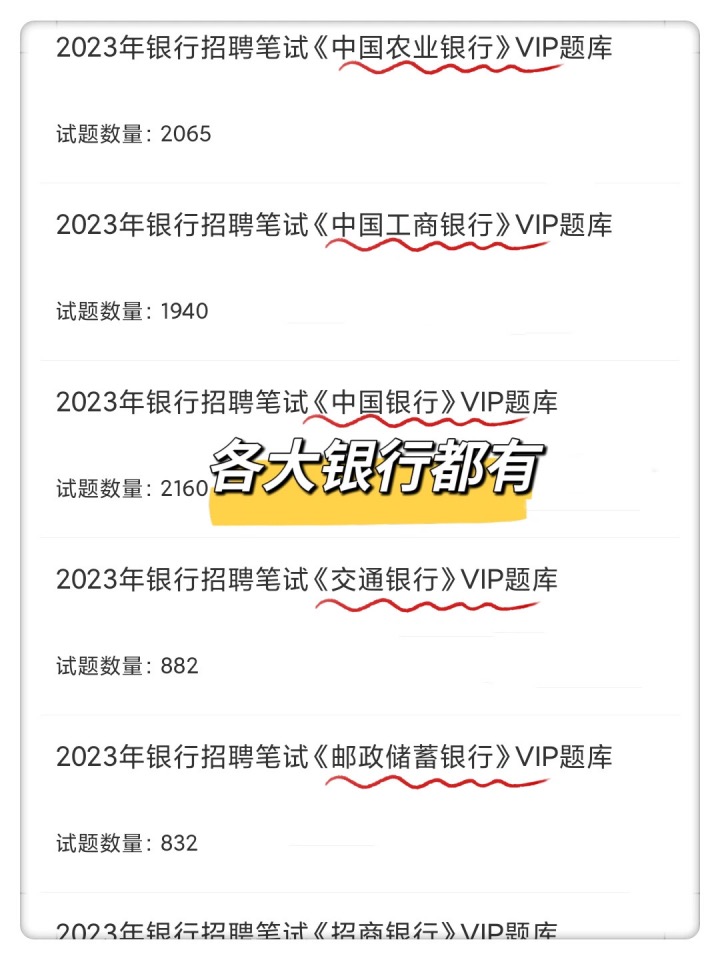 2023年银行招聘笔试《中国农业银行》VIP题库
试题数量：2065
2023年银行招聘笔试《中国工商银行》VIP题库
试题数量：1940
2023年银行招聘笔试《中国银行》VIP题库
各大银行都有
试题数量：2160
2023年银行招聘笔试《交通银行》VIP题库
试题数量：882
2023年银行招聘笔试《邮政储蓄银行》VIP题库
试题数量：832
2023年银行招聘笔试《招商银行》VIP题库